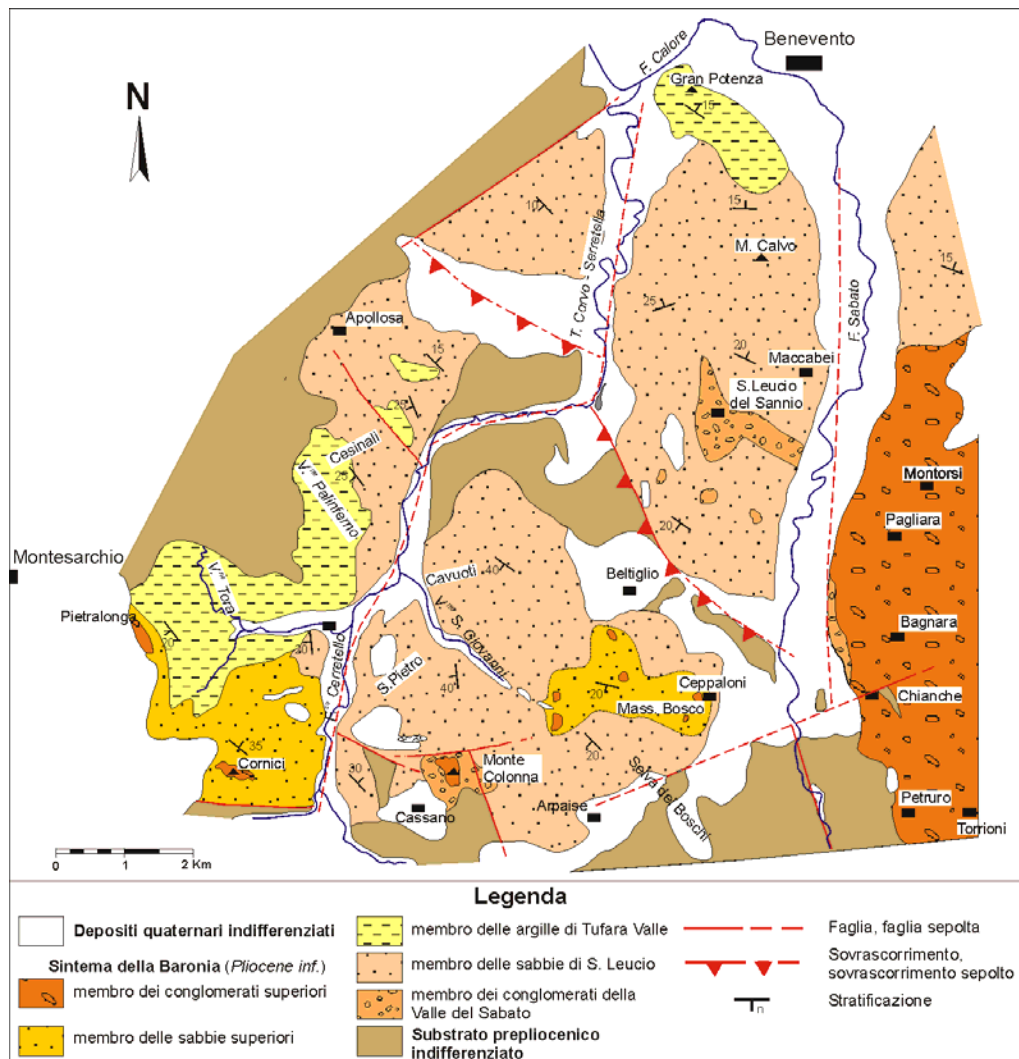 Benevento
F. Calore
Gran Potenza
15
N
10
15
M. Calvo
15
T. Corvo - Serretella
F. Sabato
25
Apollosa
15
20
Maccabei
S.Leucio
del Sannio
25
Cesinali
25
V.ne Palinferno
Montorsi
20
Pagliara
Montesarchio
V.ne Tora
Cavuoti
40
Beltiglio
Pietralonga
10
V.ne S. Giovanni
Bagnara
30
S.Pietro
40
20
Ceppaloni
Mass. Bosco
Chianche
35
Cornici
20
30
Monte
Colonna
Selva dei Boschi
Cassano
Arpaise
Petruro
Torrioni
0 1 2 Km
Legenda
Depositi quaternari indifferenziati
Sintema della Baronia (Pliocene inf.)
membro dei conglomerati superiori
membro delle sabbie superiori
membro delle argille di Tufara Valle
membro delle sabbie di S. Leucio
membro dei conglomerati della
Valle del Sabato
Substrato prepliocenico
indifferenziato
Faglia, faglia sepolta
Sovrascorrimento,
sovrascorrimento sepolto
n
Stratificazione